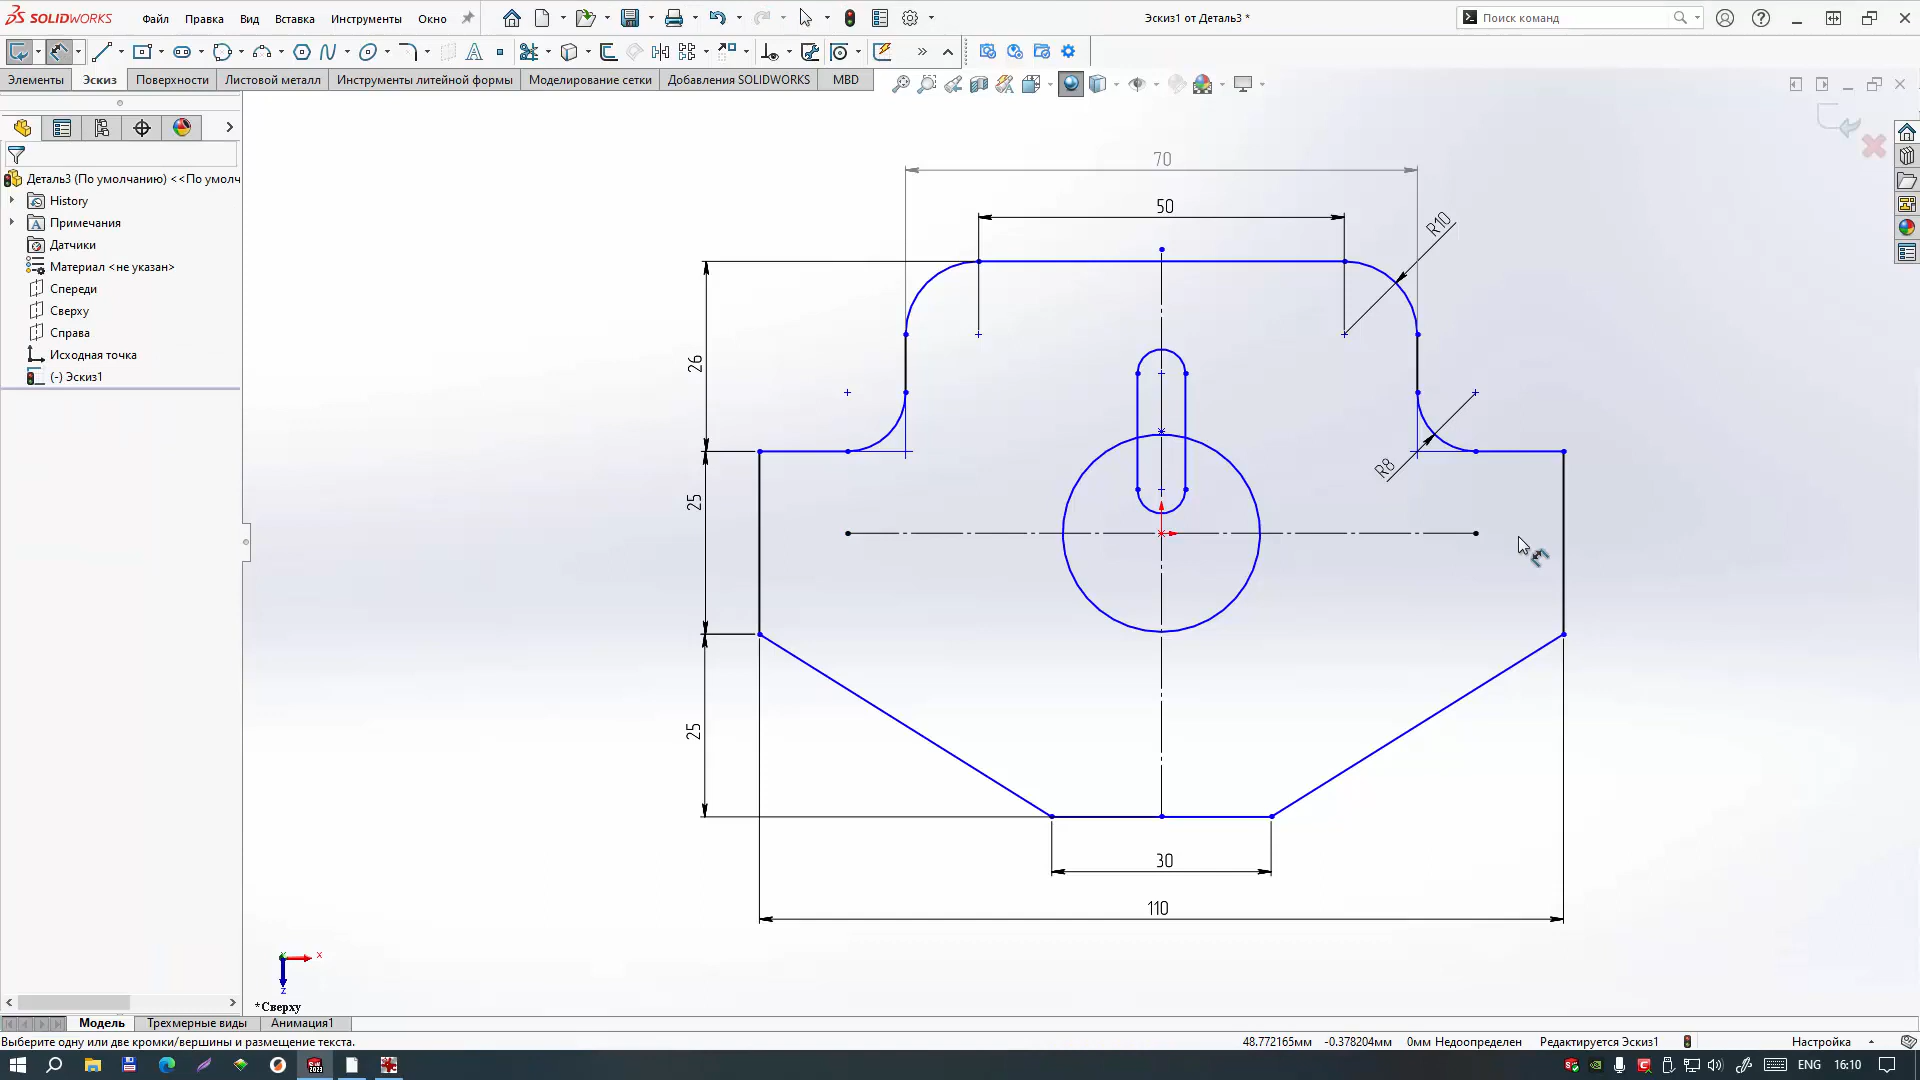 SOLIDWORKS
Файл
Правка
Вид
Вставка
Инструменты
Окно
Эскиз1 от Деталь3 *
Поиск команд
Элементы
Эскиз
Поверхности
Листовой металл
Инструменты литейной формы
Моделирование сетки
Добавления SOLIDWORKS
MBD
Деталь3 (По умолчанию) <<По умолч
History
Примечания
Датчики
Материал <не указан>
Спереди
Сверху
Справа
Исходная точка
(-) Эскиз1
70
50
R10
26
R8
25
25
30
110
x
z
*Сверху
Модель
Трехмерные виды
Анимация1
Выберите одну или две кромки/вершины и размещение текста.
48.772165мм
-0.378204мм
0мм
Недоопределен
Редактируется Эскиз1
Настройка
ENG
16:10